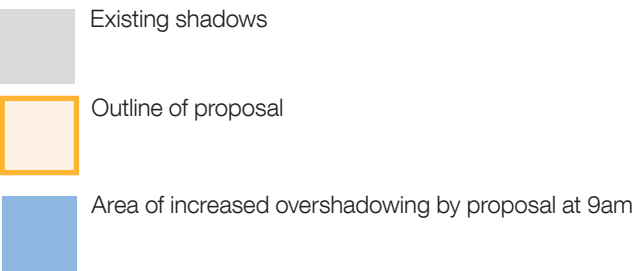 Existing shadows
Outline of proposal
Area of increased overshadowing by proposal at 9am